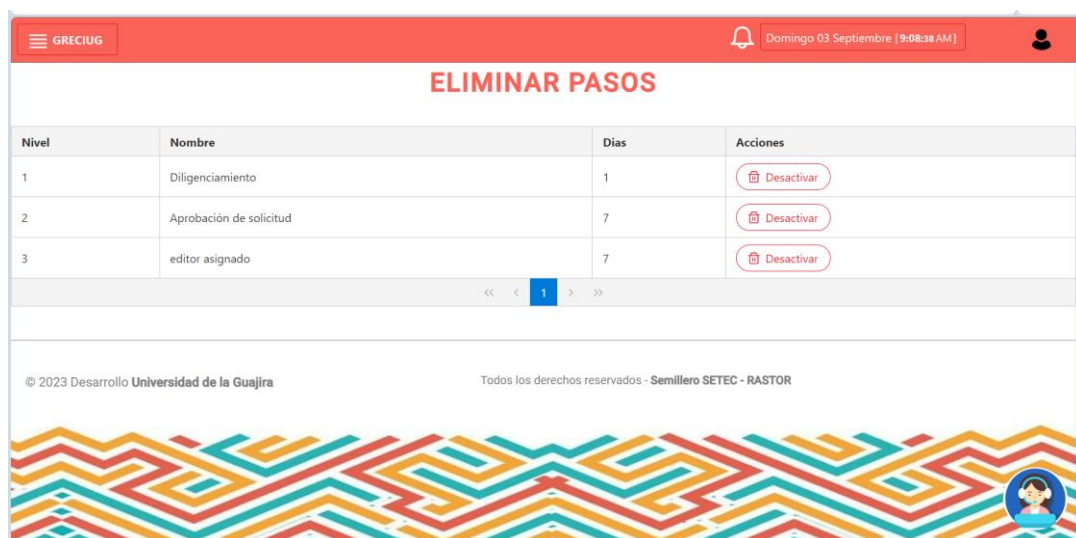 GRECIUG
Domingo 03 Septiembre [9:08:38 AM]
ELIMINAR PASOS
Nivel Nombre Dias Acciones
1 Diligenciamiento 1 Desactivar
2 Aprobación de solicitud 7 Desactivar
3 editor asignado 7 Desactivar
« < 1 > »
© 2023 Desarrollo Universidad de la Guajira
Todos los derechos reservados - Semillero SETEC - RASTOR